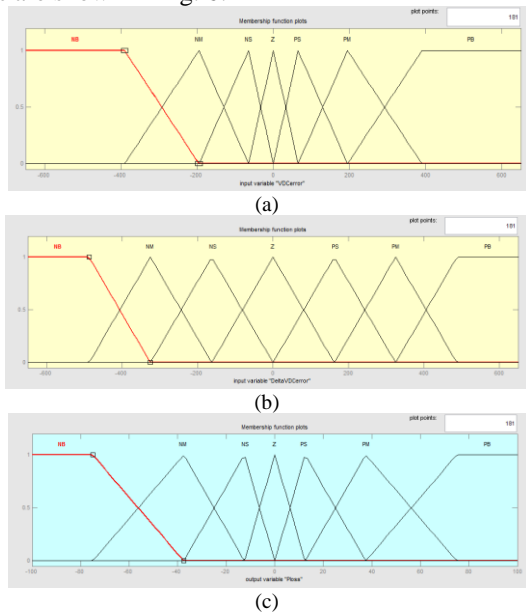 plot points: 181
Membership function plots
NB NM NS Z PS PM PB
1
0.5
0
-600 -400 -200 0 200 400 600
input variable "VDCerror"
(a)
plot points: 181
Membership function plots
NB NM NS Z PS PM PB
1
0.5
0
-600 -400 -200 0 200 400 600
input variable "DeltaVDCerror"
(b)
plot points: 181
Membership function plots
NB NM NS Z PS PM PB
1
0.5
0
-100 -80 -60 -40 -20 0 20 40 60 80 100
output variable "Ploss"
(c)